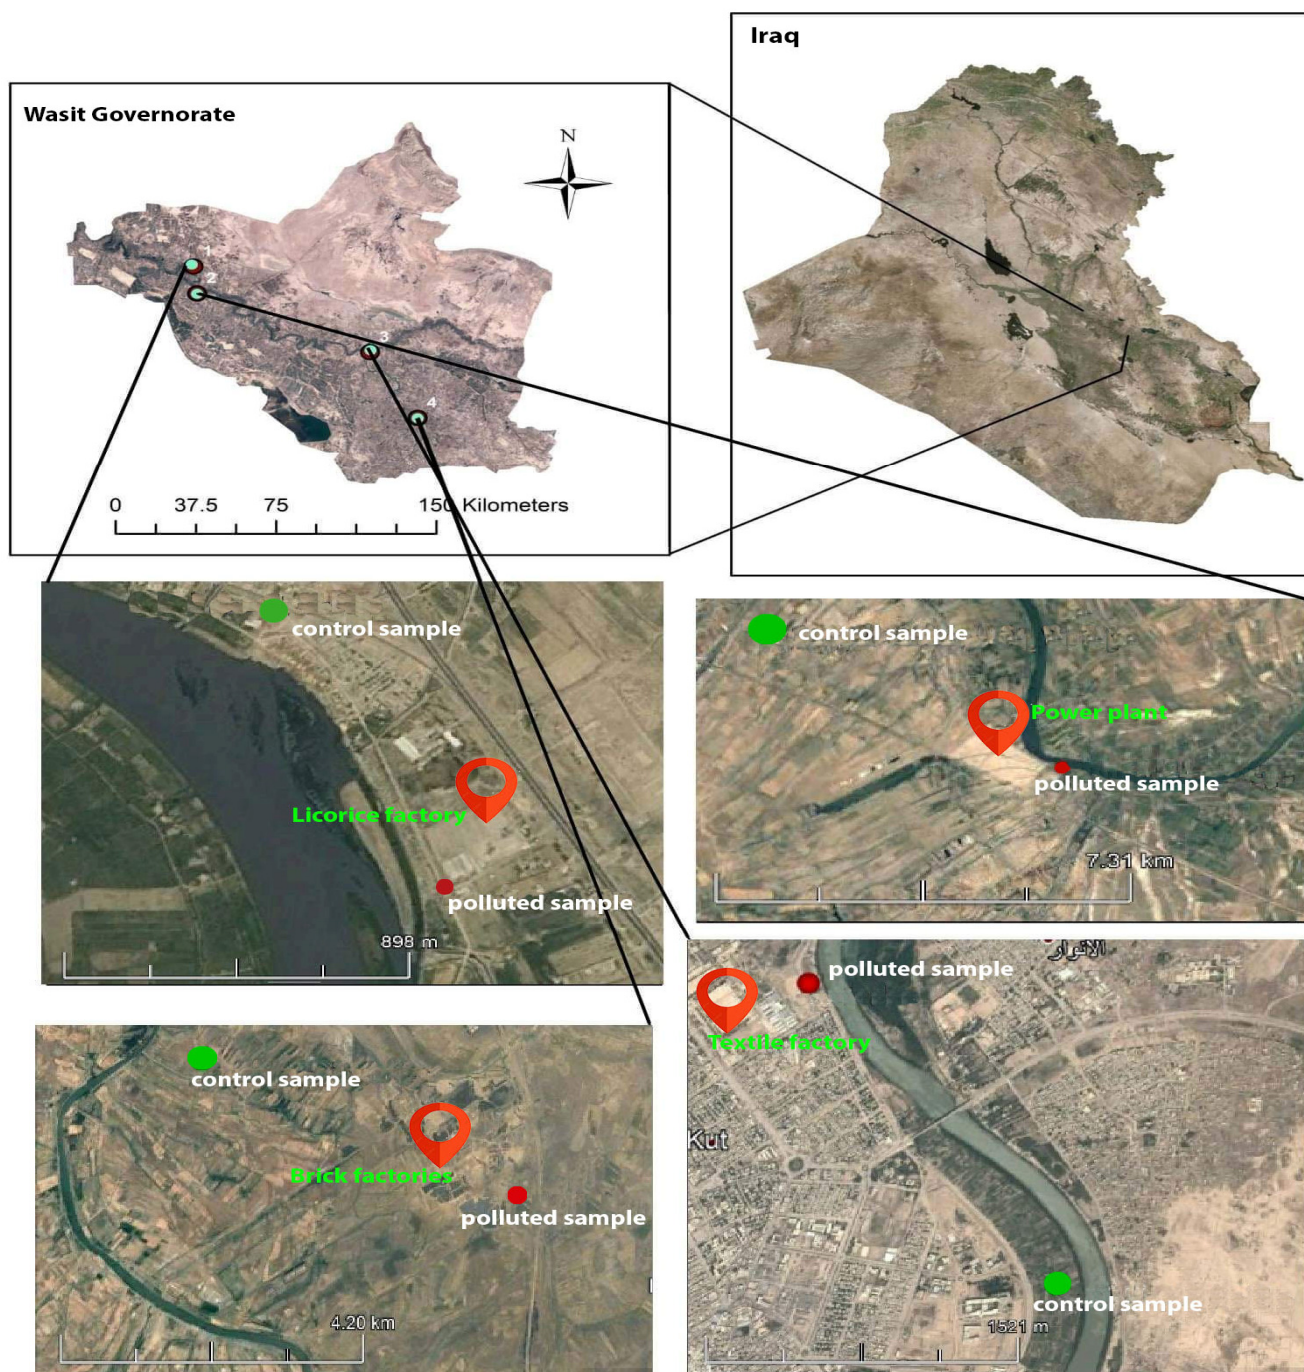 Iraq
Wasit Governorate
N
1
2
3
4
0 37.5 75 150 Kilometers
control sample
Licorice factory
polluted sample
898 m
control sample
Power plant
polluted sample
7.31 km
control sample
Brick factories
polluted sample
4.20 km
الأنوار
polluted sample
Textile factory
Kut
control sample
1521 m